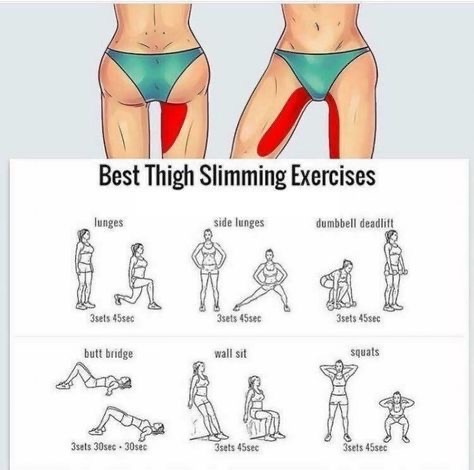 Best Thigh Slimming Exercises
lunges
side lunges
dumbbell deadlift
3sets 45sec
3sets 45sec
3sets 45sec
butt bridge
wall sit
squats
3sets 30sec + 30sec
3sets 45sec
3sets 45sec